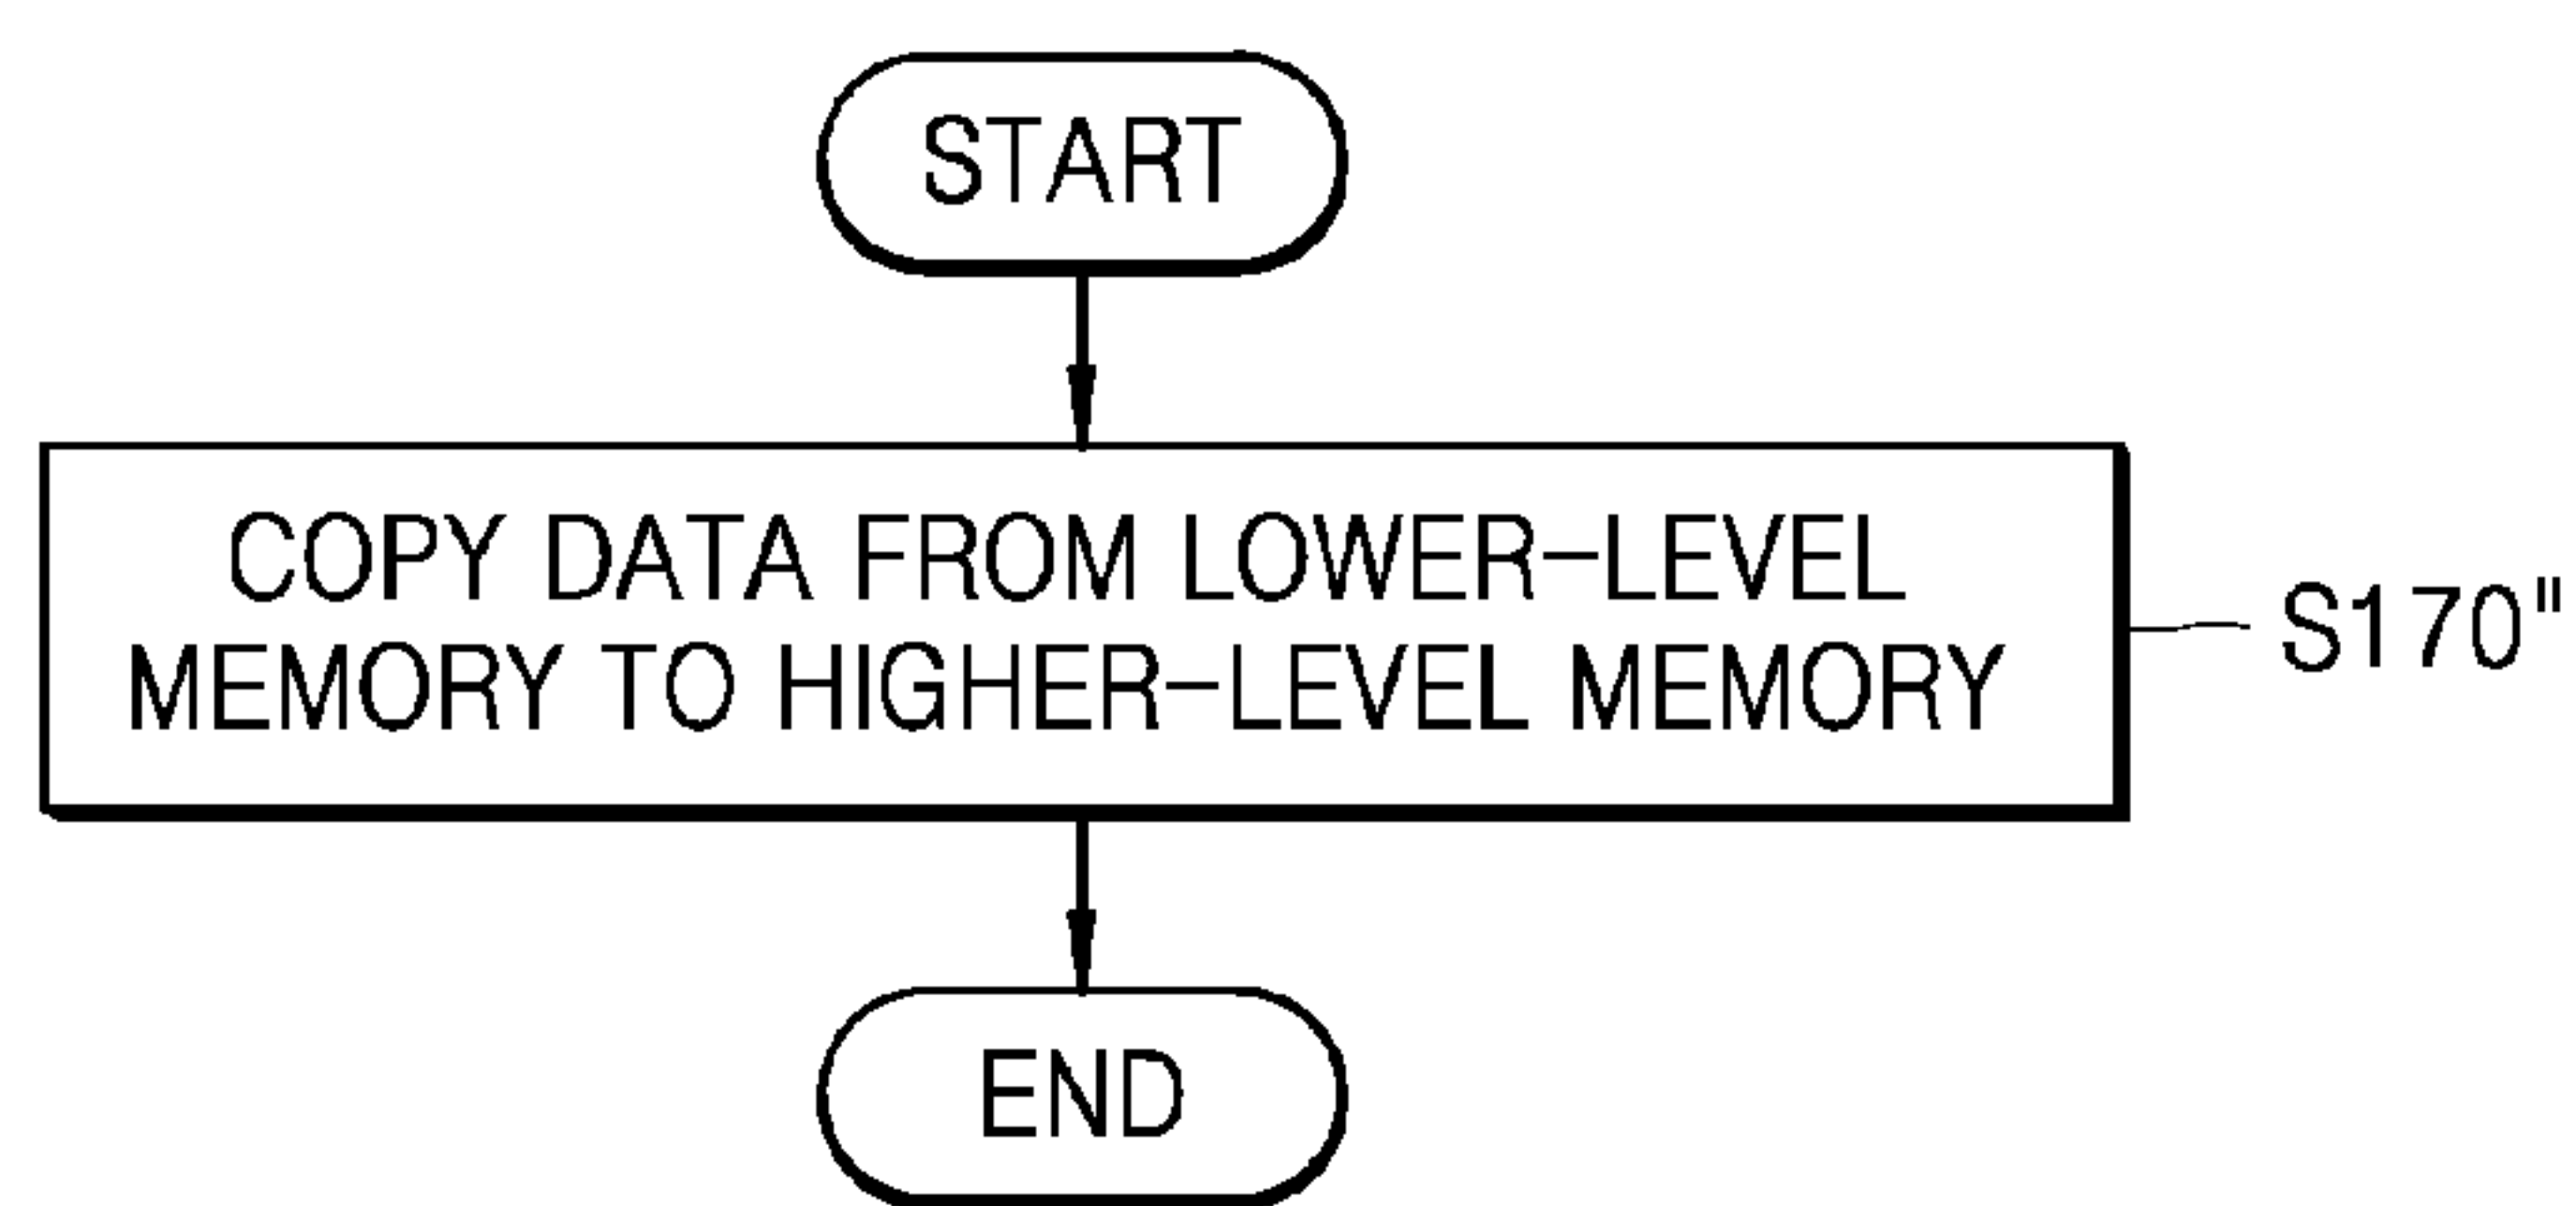 START
COPY DATA FROM LOWER-LEVEL
MEMORY TO HIGHER-LEVEL MEMORY
S170"
END